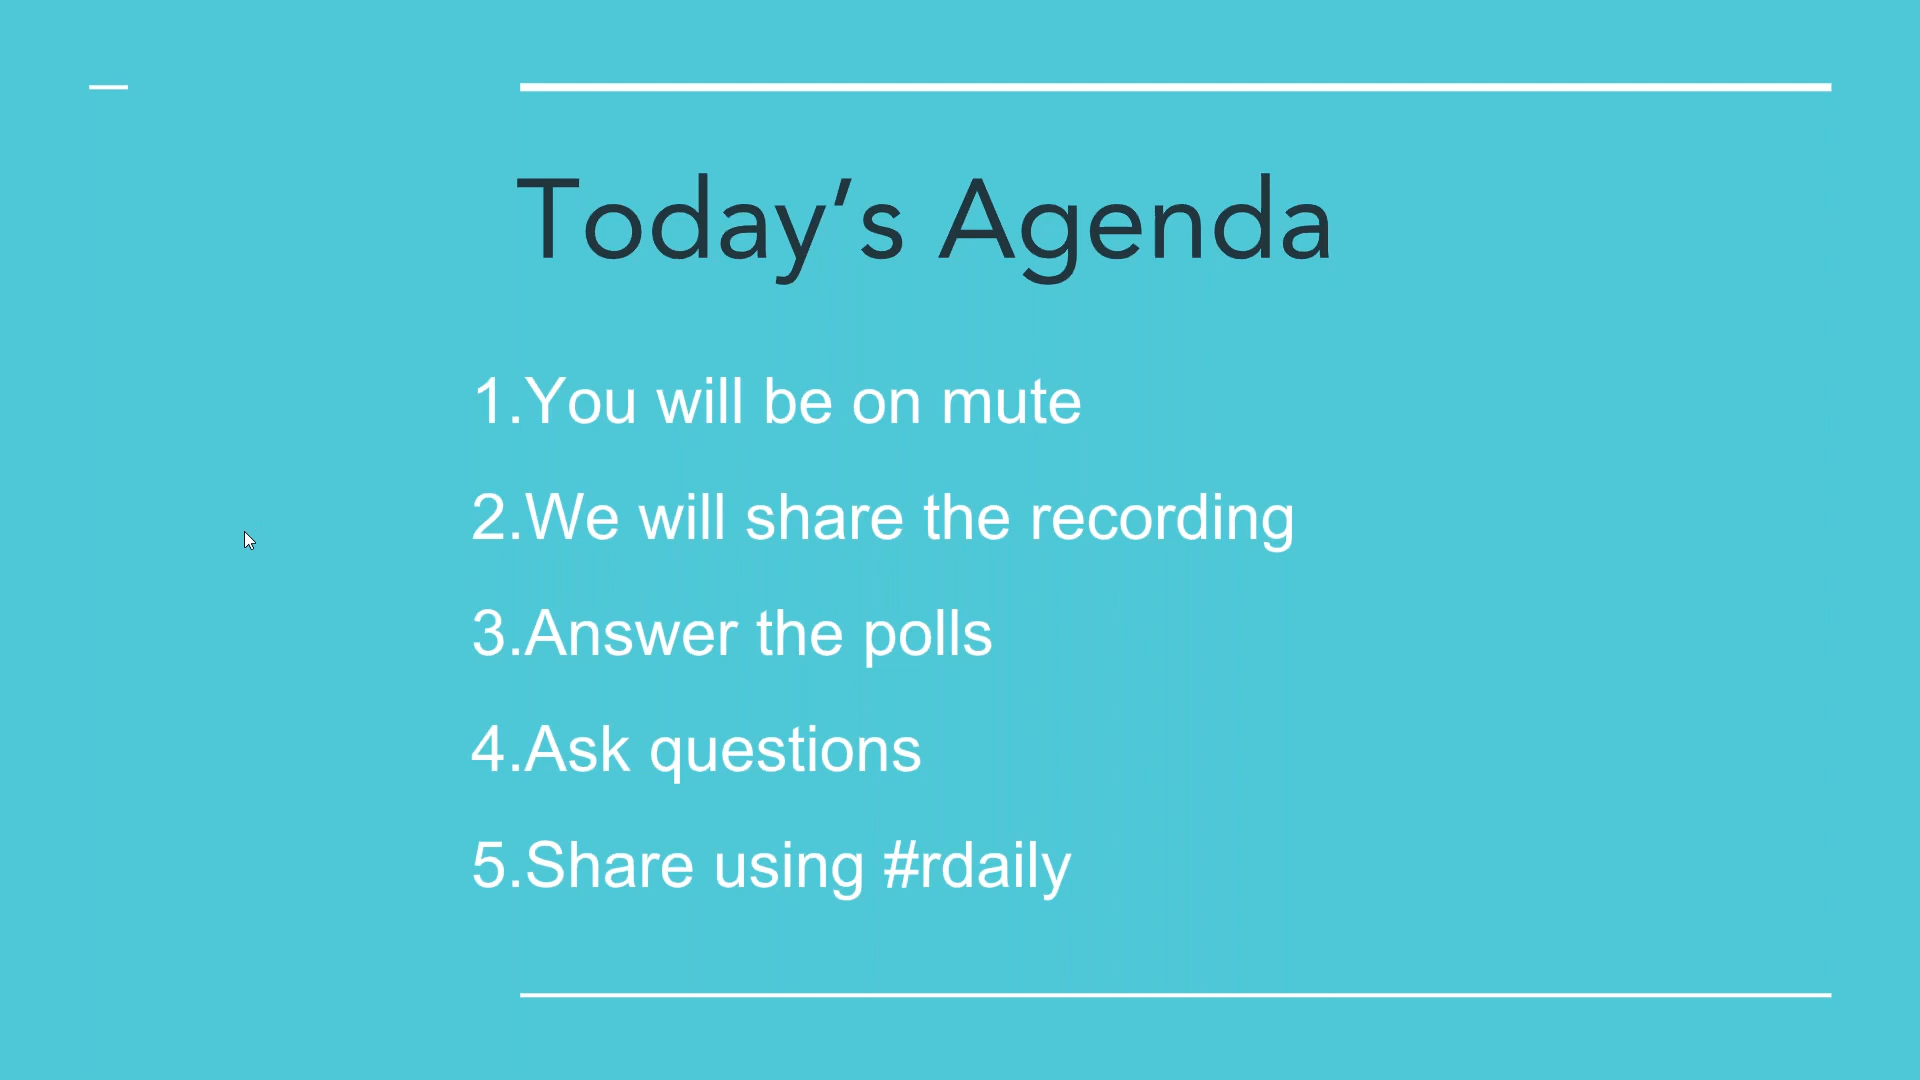 Today’s Agenda
1.You will be on mute
2.We will share the recording
3.Answer the polls
4.Ask questions
5.Share using #rdaily